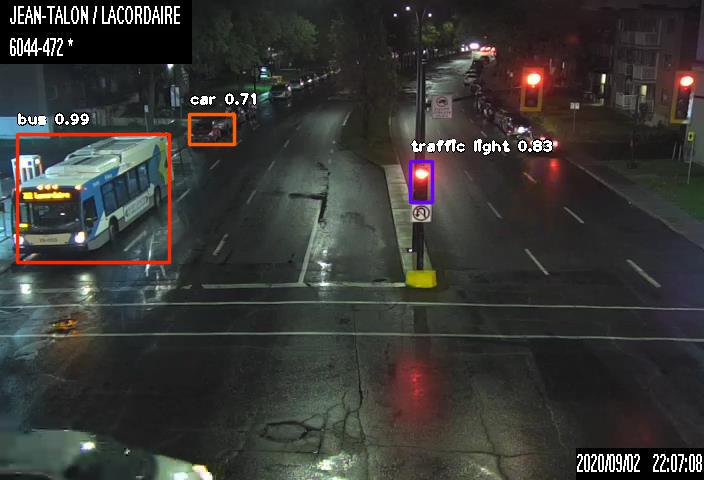 JEAN-TALON / LACORDAIRE
6044-472 *
car 0.71
bus 0.99
traffic light 0.83
Lacordaire
2020/09/02 22:07:08